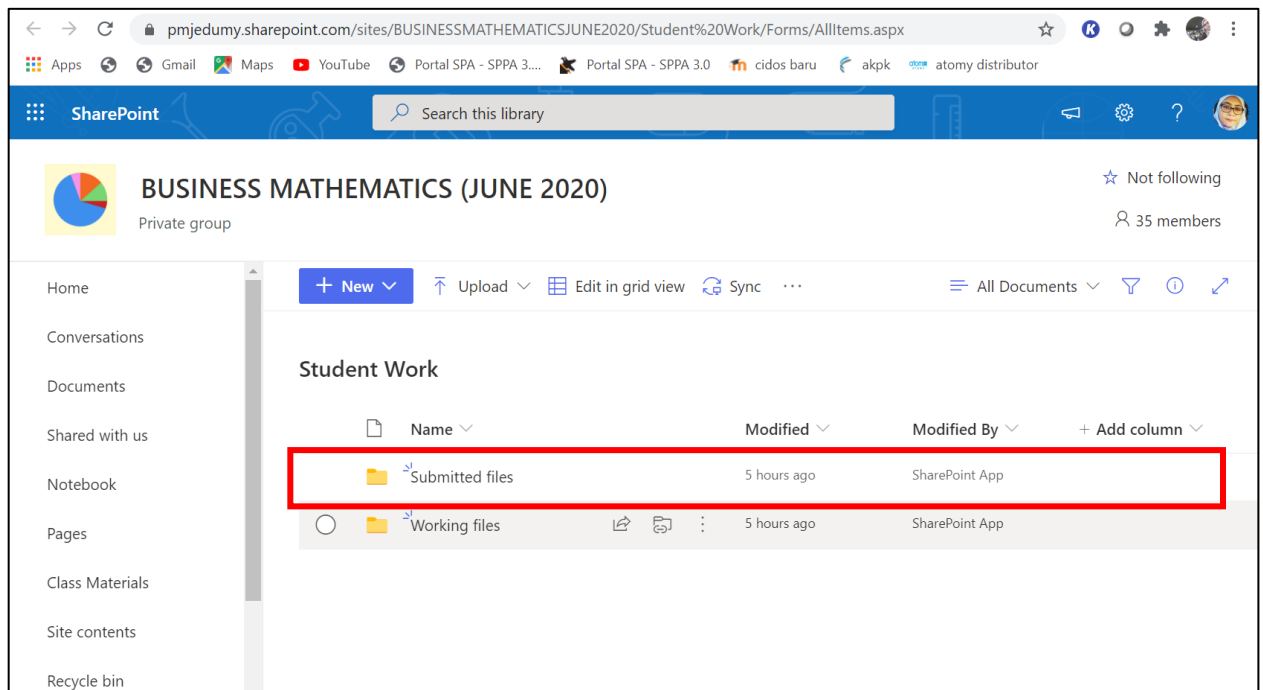 pmjedumy.sharepoint.com/sites/BUSINESSMATHEMATICSJUNE2020/Student%20Work/Forms/AllItems.aspx
Apps Gmail Maps YouTube Portal SPA - SPPA 3.... Portal SPA - SPPA 3.0 cidos baru akpk atomy distributor
SharePoint Search this library ?
BUSINESS MATHEMATICS (JUNE 2020) Not following
Private group 35 members
Home + New Upload Edit in grid view Sync ... All Documents
Conversations
Student Work
Documents
Name Modified Modified By + Add column
Shared with us
Submitted files 5 hours ago SharePoint App
Notebook
Working files 5 hours ago SharePoint App
Pages
Class Materials
Site contents
Recycle bin